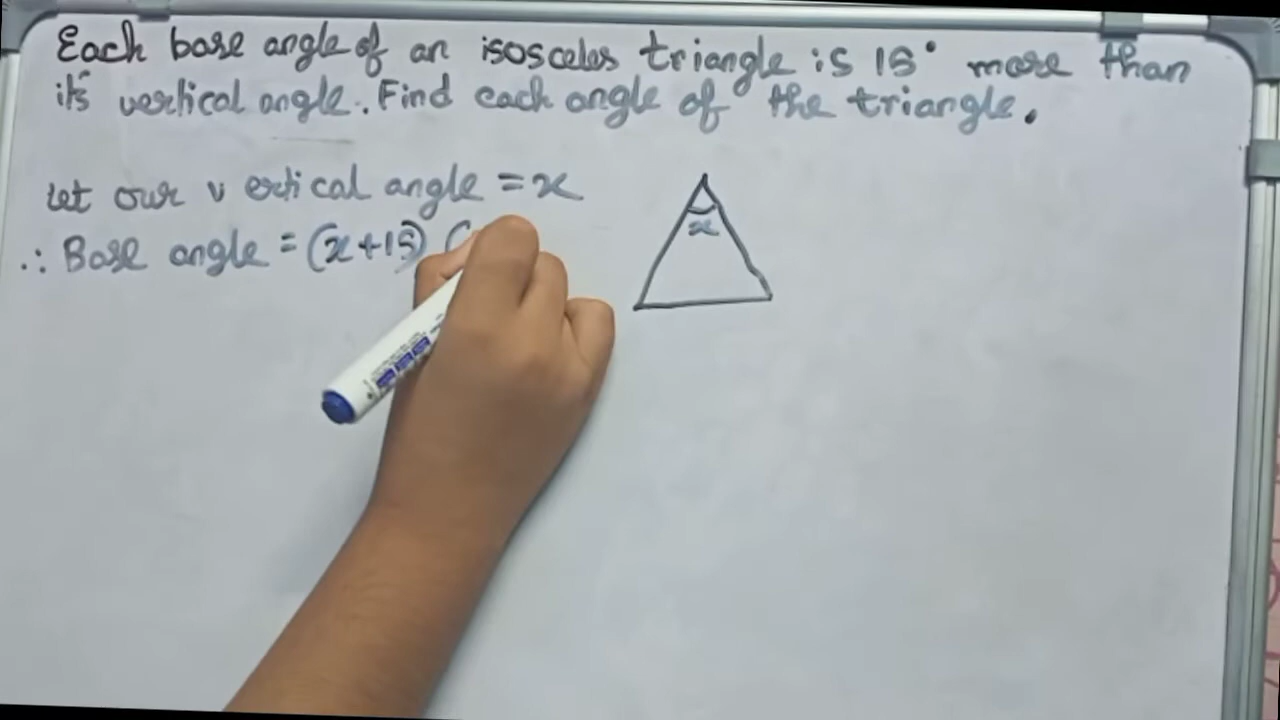 Each base angle of an isosceles triangle is 15° more than
its vertical angle. Find each angle of the triangle.
let our vertical angle = x
∴ Base angle = (x+15) (
x